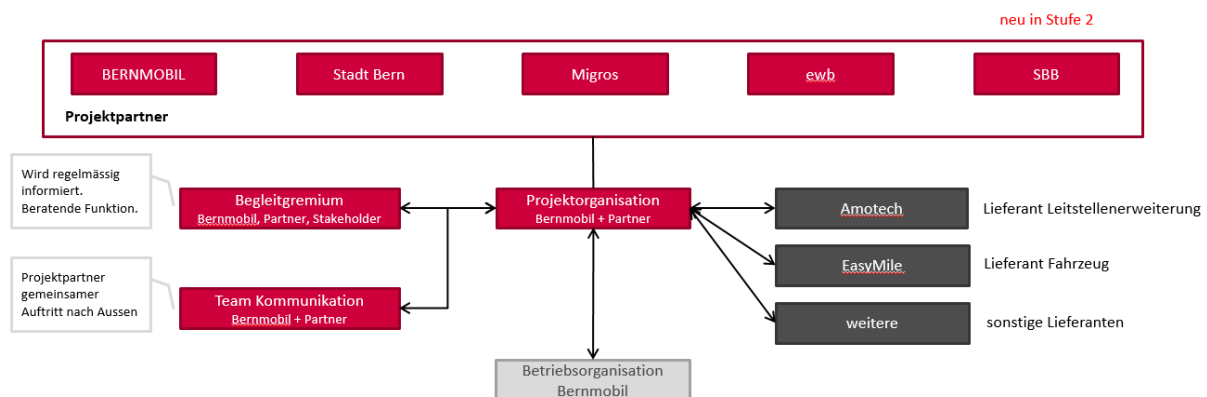 neu in Stufe 2
BERNMOBIL
Stadt Bern
Migros
ewb
SBB
Projektpartner
Wird regelmässig
informiert.
Beratende Funktion.
Begleitgremium
Bernmobil, Partner, Stakeholder
Projektorganisation
Bernmobil + Partner
Amotech
Lieferant Leitstellenerweiterung
EasyMile
Lieferant Fahrzeug
Projektpartner
gemeinsamer
Auftritt nach Aussen
Team Kommunikation
Bernmobil + Partner
weitere
sonstige Lieferanten
Betriebsorganisation
Bernmobil